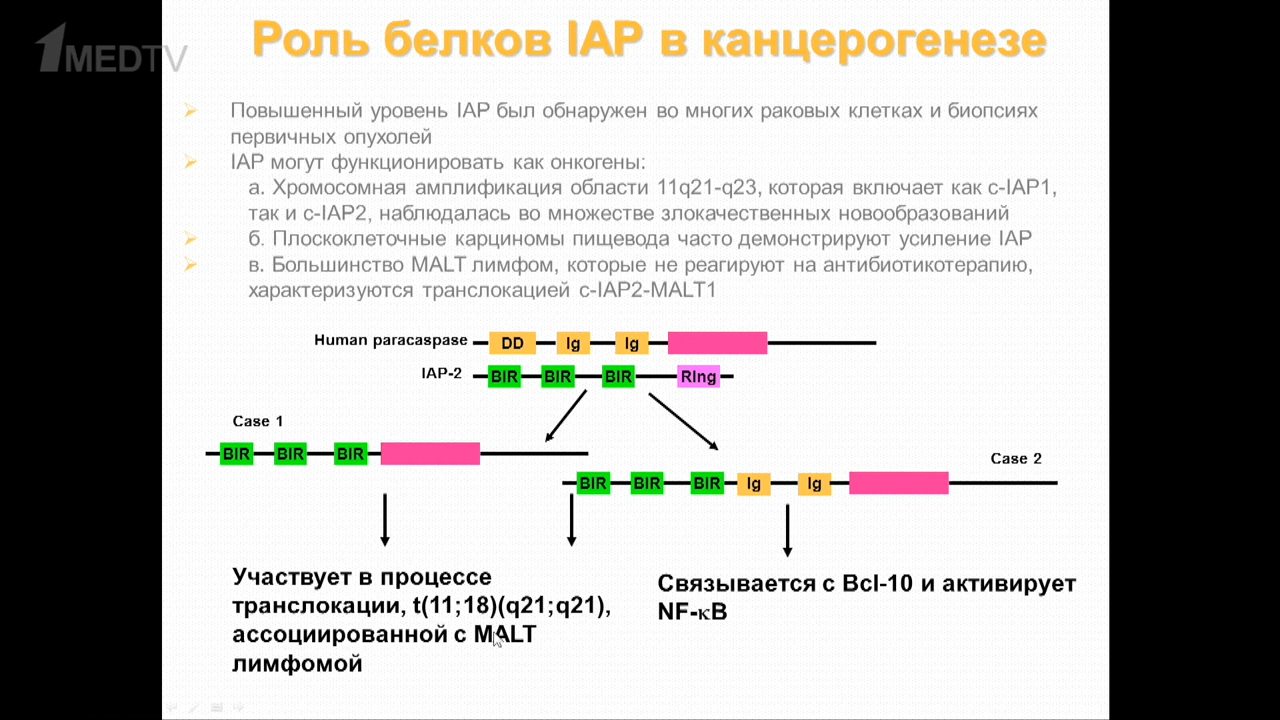 1MEDTV
Роль белков IAP в канцерогенезе
Повышенный уровень IAP был обнаружен во многих раковых клетках и биопсиях
первичных опухолей
IAP могут функционировать как онкогены:
а. Хромосомная амплификация области 11q21-q23, которая включает как c-IAP1,
так и c-IAP2, наблюдалась во множестве злокачественных новообразований
б. Плоскоклеточные карциномы пищевода часто демонстрируют усиление IAP
в. Большинство MALT лимфом, которые не реагируют на антибиотикотерапию,
характеризуются транслокацией c-IAP2-MALT1
Human paracaspase DD Ig Ig
IAP-2 BIR BIR BIR RIng
Case 1
BIR BIR BIR
Case 2
BIR BIR BIR Ig Ig
Участвует в процессе
транслокации, t(11;18)(q21;q21),
ассоциированной с MALT
лимфомой
Связывается с Bcl-10 и активирует
NF-κB